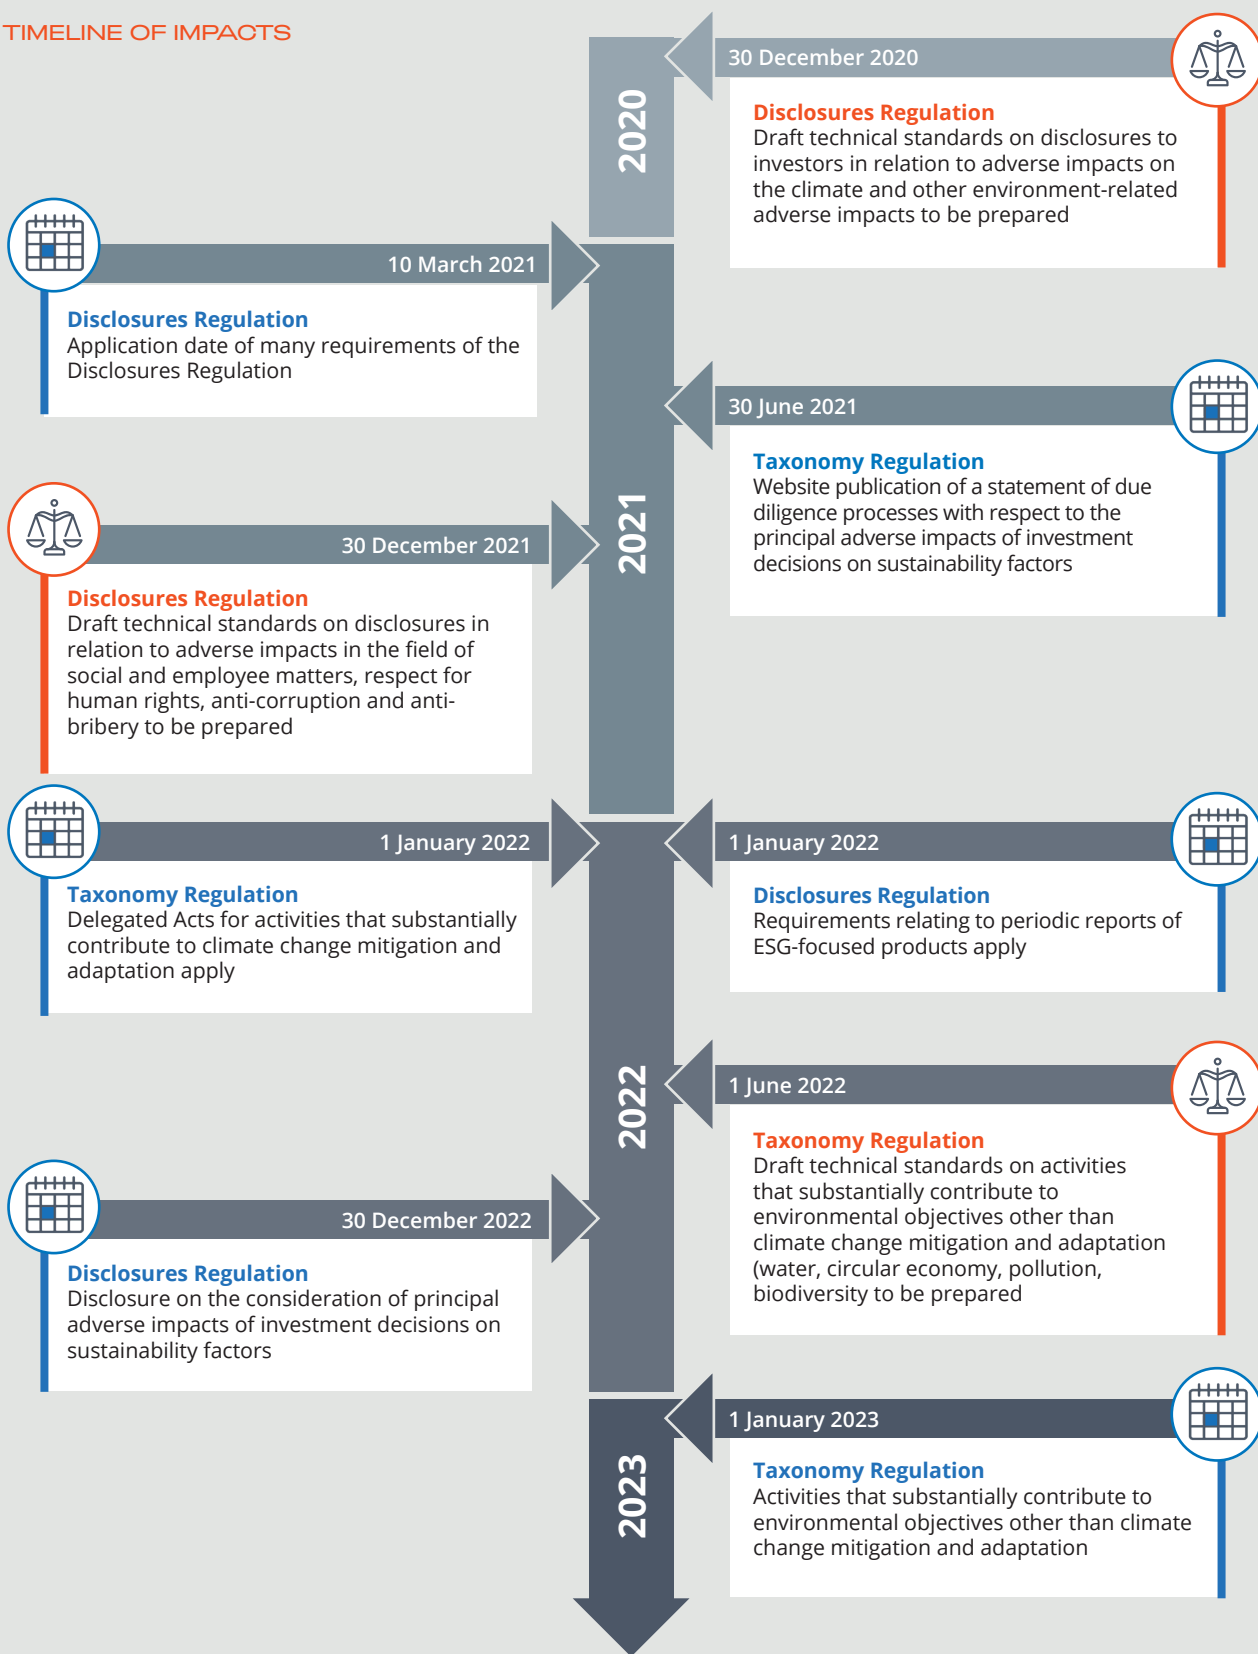 TIMELINE OF IMPACTS
2020
30 December 2020
Disclosures Regulation
Draft technical standards on disclosures to
investors in relation to adverse impacts on
the climate and other environment-related
adverse impacts to be prepared
10 March 2021
Disclosures Regulation
Application date of many requirements of the
Disclosures Regulation
2021
30 June 2021
Taxonomy Regulation
Website publication of a statement of due
diligence processes with respect to the
principal adverse impacts of investment
decisions on sustainability factors
30 December 2021
Disclosures Regulation
Draft technical standards on disclosures in
relation to adverse impacts in the field of
social and employee matters, respect for
human rights, anti-corruption and anti-
bribery to be prepared
1 January 2022
Taxonomy Regulation
Delegated Acts for activities that substantially
contribute to climate change mitigation and
adaptation apply
1 January 2022
Disclosures Regulation
Requirements relating to periodic reports of
ESG-focused products apply
2022
1 June 2022
Taxonomy Regulation
Draft technical standards on activities
that substantially contribute to
environmental objectives other than
climate change mitigation and adaptation
(water, circular economy, pollution,
biodiversity to be prepared
30 December 2022
Disclosures Regulation
Disclosure on the consideration of principal
adverse impacts of investment decisions on
sustainability factors
2023
1 January 2023
Taxonomy Regulation
Activities that substantially contribute to
environmental objectives other than climate
change mitigation and adaptation